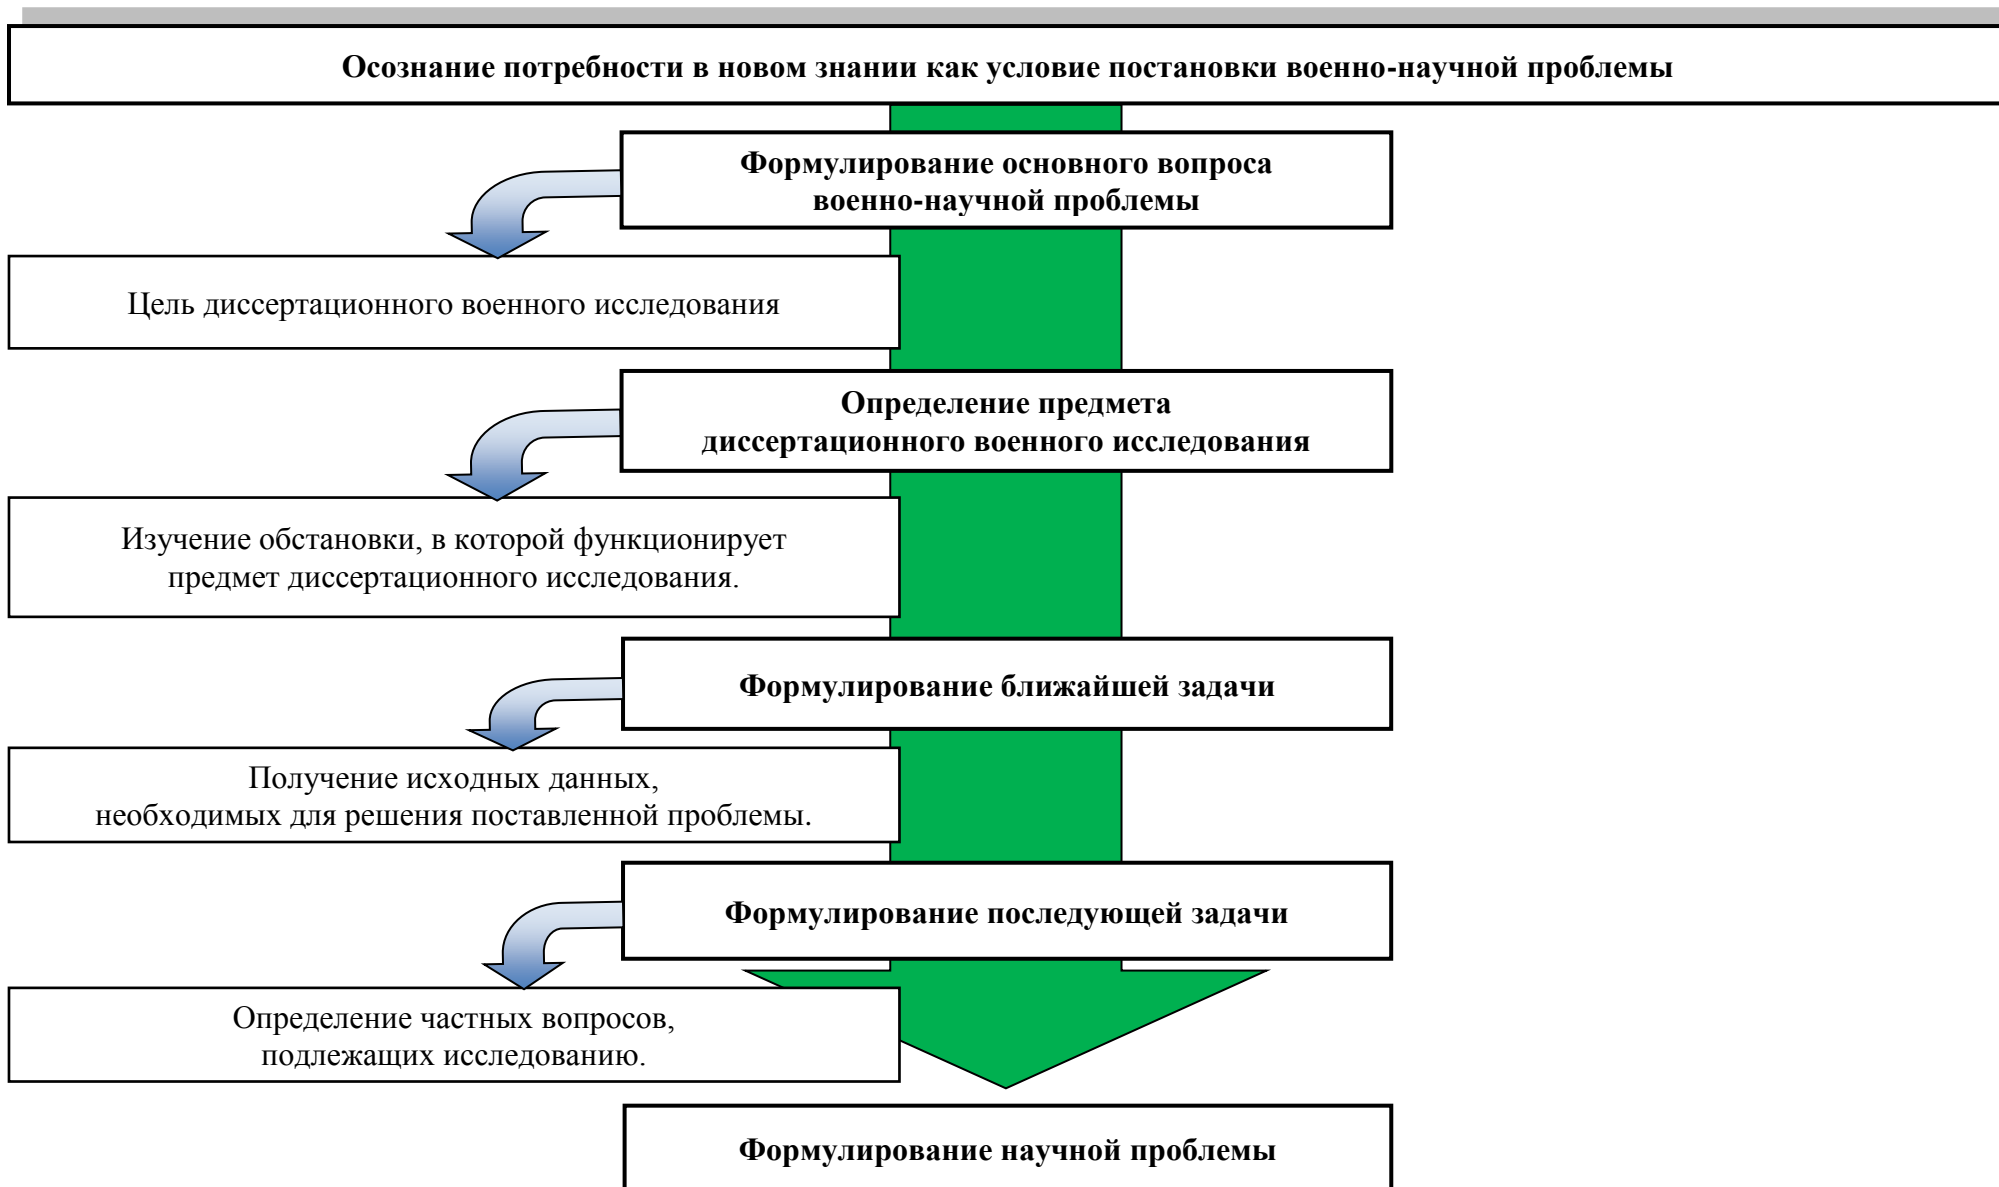 Осознание потребности в новом знании как условие постановки военно-научной проблемы
Формулирование основного вопроса
военно-научной проблемы
Цель диссертационного военного исследования
Определение предмета
диссертационного военного исследования
Изучение обстановки, в которой функционирует
предмет диссертационного исследования.
Формулирование ближайшей задачи
Получение исходных данных,
необходимых для решения поставленной проблемы.
Формулирование последующей задачи
Определение частных вопросов,
подлежащих исследованию.
Формулирование научной проблемы